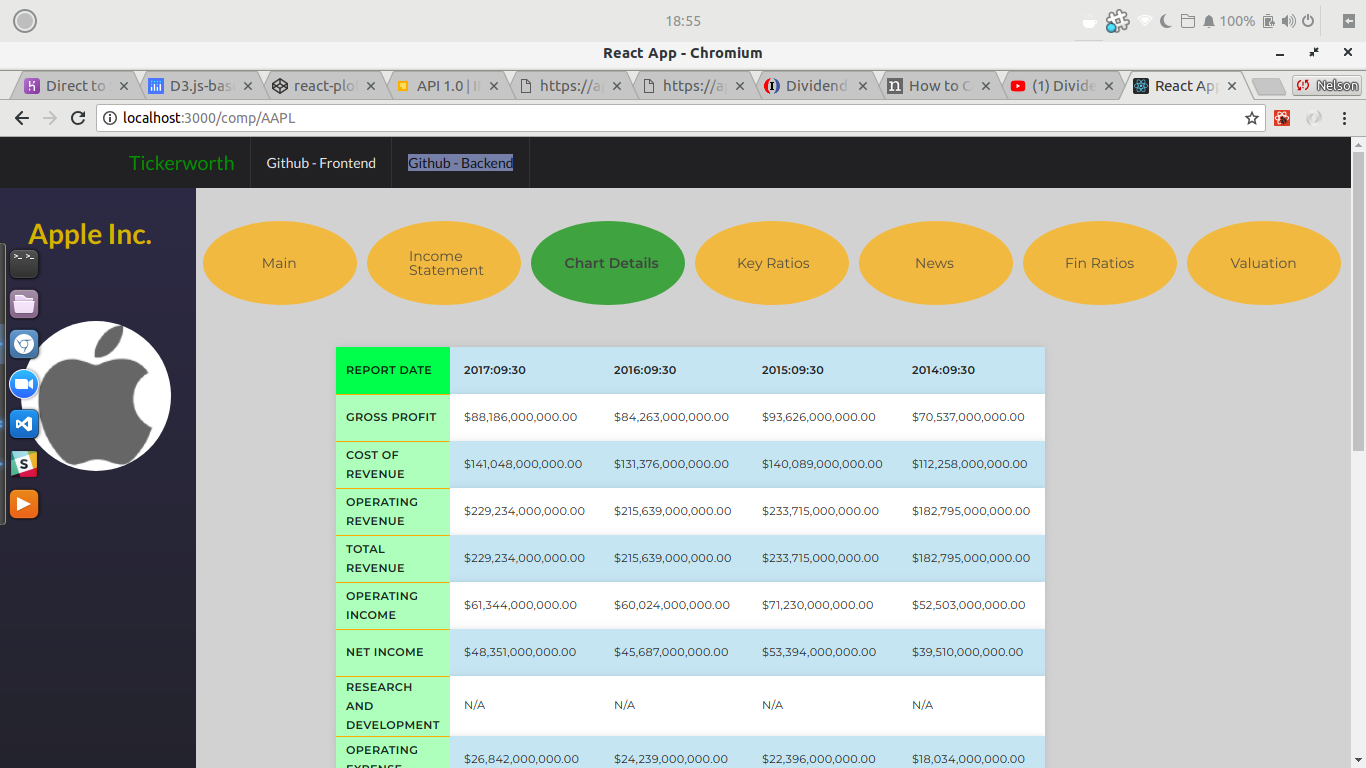 18:55
100%
React App - Chromium
Direct to
D3.js-bas
react-plo
API 1.0 | I
https://a
https://a
Dividend
How to C
(1) Divide
React App
Nelson
localhost:3000/comp/AAPL
Tickerworth
Github - Frontend
Github - Backend
Apple Inc.
Main
Income
Statement
Chart Details
Key Ratios
News
Fin Ratios
Valuation
REPORT DATE 2017:09:30 2016:09:30 2015:09:30 2014:09:30
GROSS PROFIT $88,186,000,000.00 $84,263,000,000.00 $93,626,000,000.00 $70,537,000,000.00
COST OF
REVENUE $141,048,000,000.00 $131,376,000,000.00 $140,089,000,000.00 $112,258,000,000.00
OPERATING
REVENUE $229,234,000,000.00 $215,639,000,000.00 $233,715,000,000.00 $182,795,000,000.00
TOTAL
REVENUE $229,234,000,000.00 $215,639,000,000.00 $233,715,000,000.00 $182,795,000,000.00
OPERATING
INCOME $61,344,000,000.00 $60,024,000,000.00 $71,230,000,000.00 $52,503,000,000.00
NET INCOME $48,351,000,000.00 $45,687,000,000.00 $53,394,000,000.00 $39,510,000,000.00
RESEARCH
AND
DEVELOPMENT N/A N/A N/A N/A
OPERATING
EXPENSE $26,842,000,000.00 $24,239,000,000.00 $22,396,000,000.00 $18,034,000,000.00